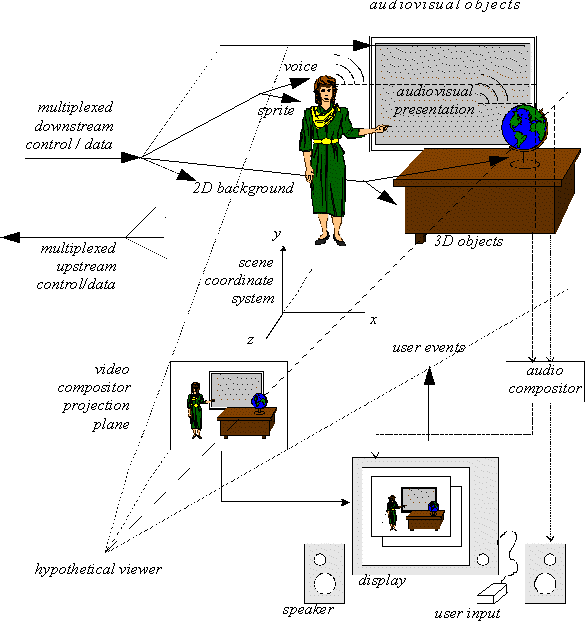 audiovisual objects
voice
audiovisual
presentation
sprite
multiplexed
downstream
control / data
2D background
3D objects
multiplexed
upstream
control/data
y
scene
coordinate
system
x
z
user events
video
compositor
projection
plane
audio
compositor
hypothetical viewer
display
speaker
user input